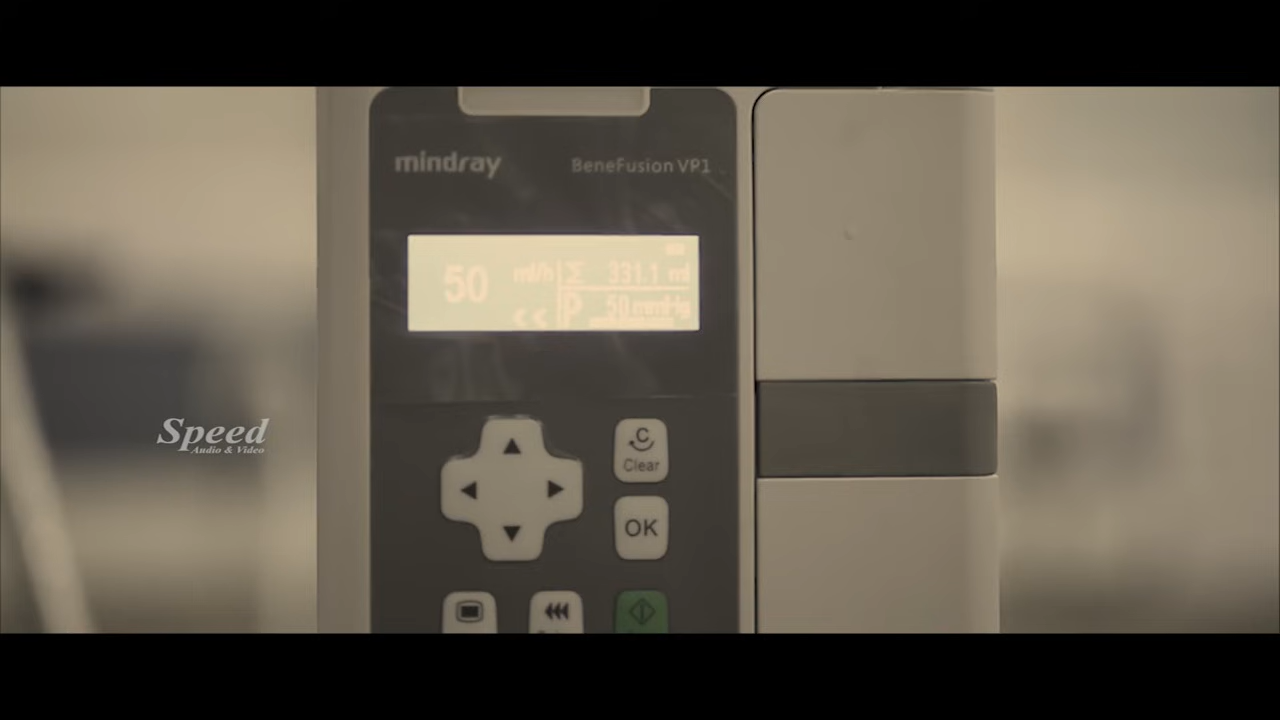 mindray
BeneFusion VP1
50 ml/h Σ 331.1 ml
P 50 mmHg
Speed
Audio & Video
C
Clear
OK